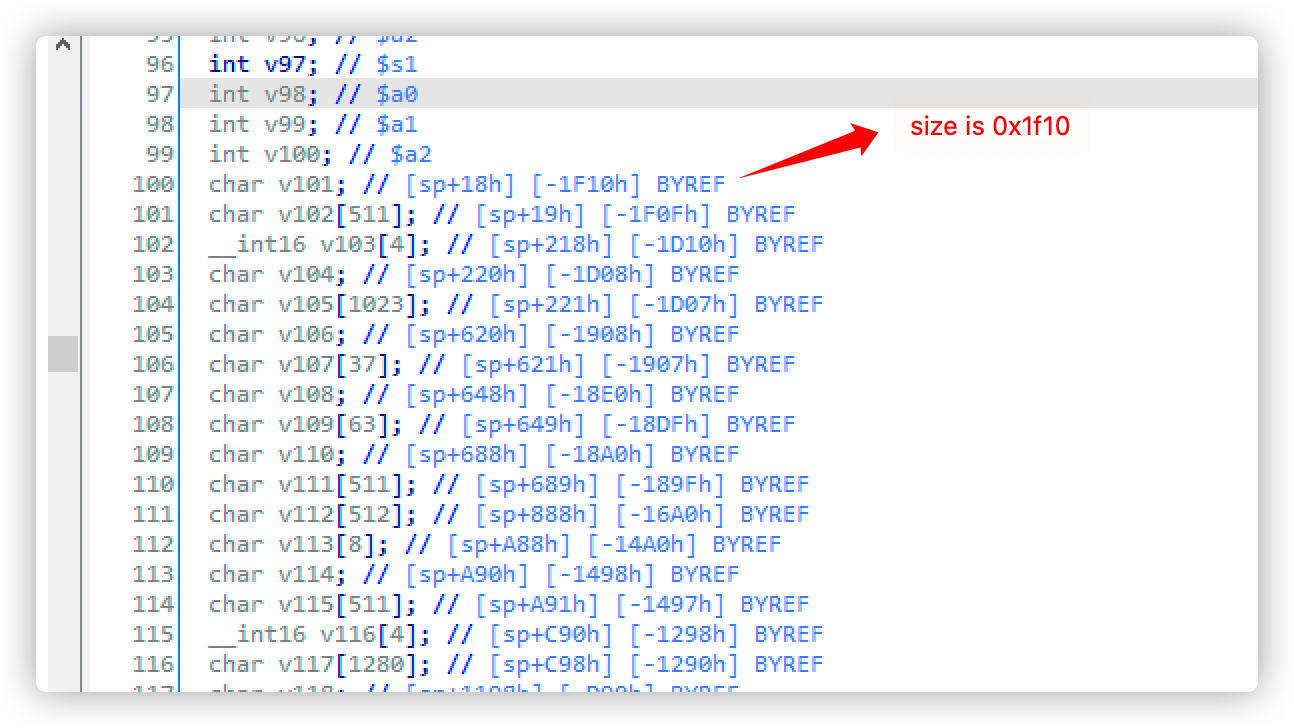 96 int v97; // $s1
97 int v98; // $a0
size is 0x1f10
98 int v99; // $a1
99 int v100; // $a2
100 char v101; // [sp+18h] [-1F10h] BYREF
101 char v102[511]; // [sp+19h] [-1F0Fh] BYREF
102 __int16 v103[4]; // [sp+218h] [-1D10h] BYREF
103 char v104; // [sp+220h] [-1D08h] BYREF
104 char v105[1023]; // [sp+221h] [-1D07h] BYREF
105 char v106; // [sp+620h] [-1908h] BYREF
106 char v107[37]; // [sp+621h] [-1907h] BYREF
107 char v108; // [sp+648h] [-18E0h] BYREF
108 char v109[63]; // [sp+649h] [-18DFh] BYREF
109 char v110; // [sp+688h] [-18A0h] BYREF
110 char v111[511]; // [sp+689h] [-189Fh] BYREF
111 char v112[512]; // [sp+888h] [-16A0h] BYREF
112 char v113[8]; // [sp+A88h] [-14A0h] BYREF
113 char v114; // [sp+A90h] [-1498h] BYREF
114 char v115[511]; // [sp+A91h] [-1497h] BYREF
115 __int16 v116[4]; // [sp+C90h] [-1298h] BYREF
116 char v117[1280]; // [sp+C98h] [-1290h] BYREF